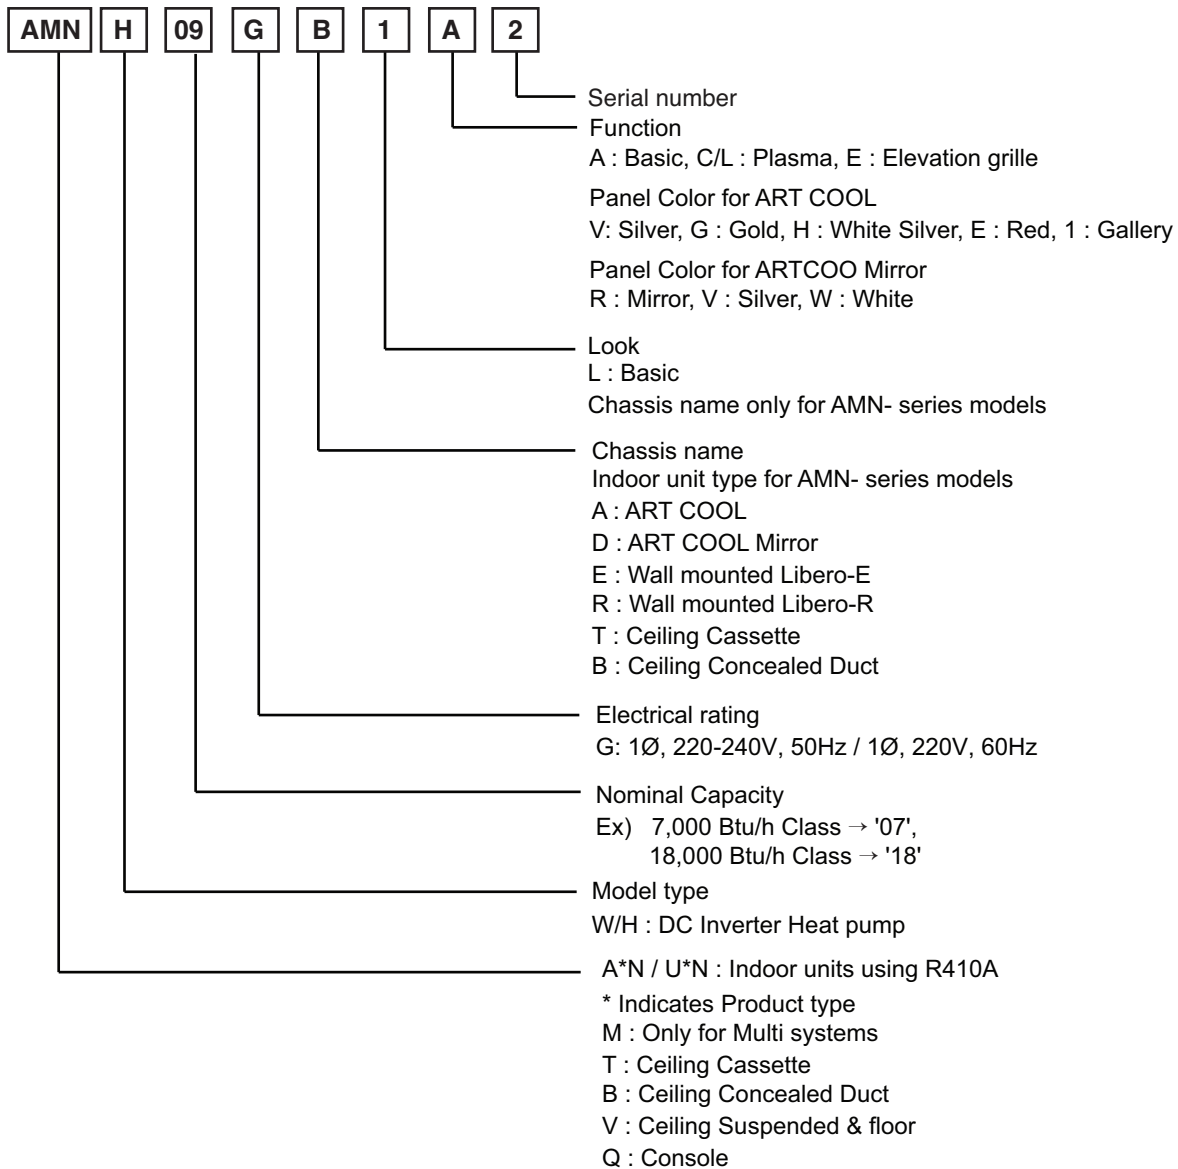 AMN H 09 G B 1 A 2
Serial number
Function
A : Basic, C/L : Plasma, E : Elevation grille
Panel Color for ART COOL
V: Silver, G : Gold, H : White Silver, E : Red, 1 : Gallery
Panel Color for ARTCOO Mirror
R : Mirror, V : Silver, W : White
Look
L : Basic
Chassis name only for AMN- series models
Chassis name
Indoor unit type for AMN- series models
A : ART COOL
D : ART COOL Mirror
E : Wall mounted Libero-E
R : Wall mounted Libero-R
T : Ceiling Cassette
B : Ceiling Concealed Duct
Electrical rating
G: 1Ø, 220-240V, 50Hz / 1Ø, 220V, 60Hz
Nominal Capacity
Ex) 7,000 Btu/h Class → '07',
18,000 Btu/h Class → '18'
Model type
W/H : DC Inverter Heat pump
A*N / U*N : Indoor units using R410A
* Indicates Product type
M : Only for Multi systems
T : Ceiling Cassette
B : Ceiling Concealed Duct
V : Ceiling Suspended & floor
Q : Console